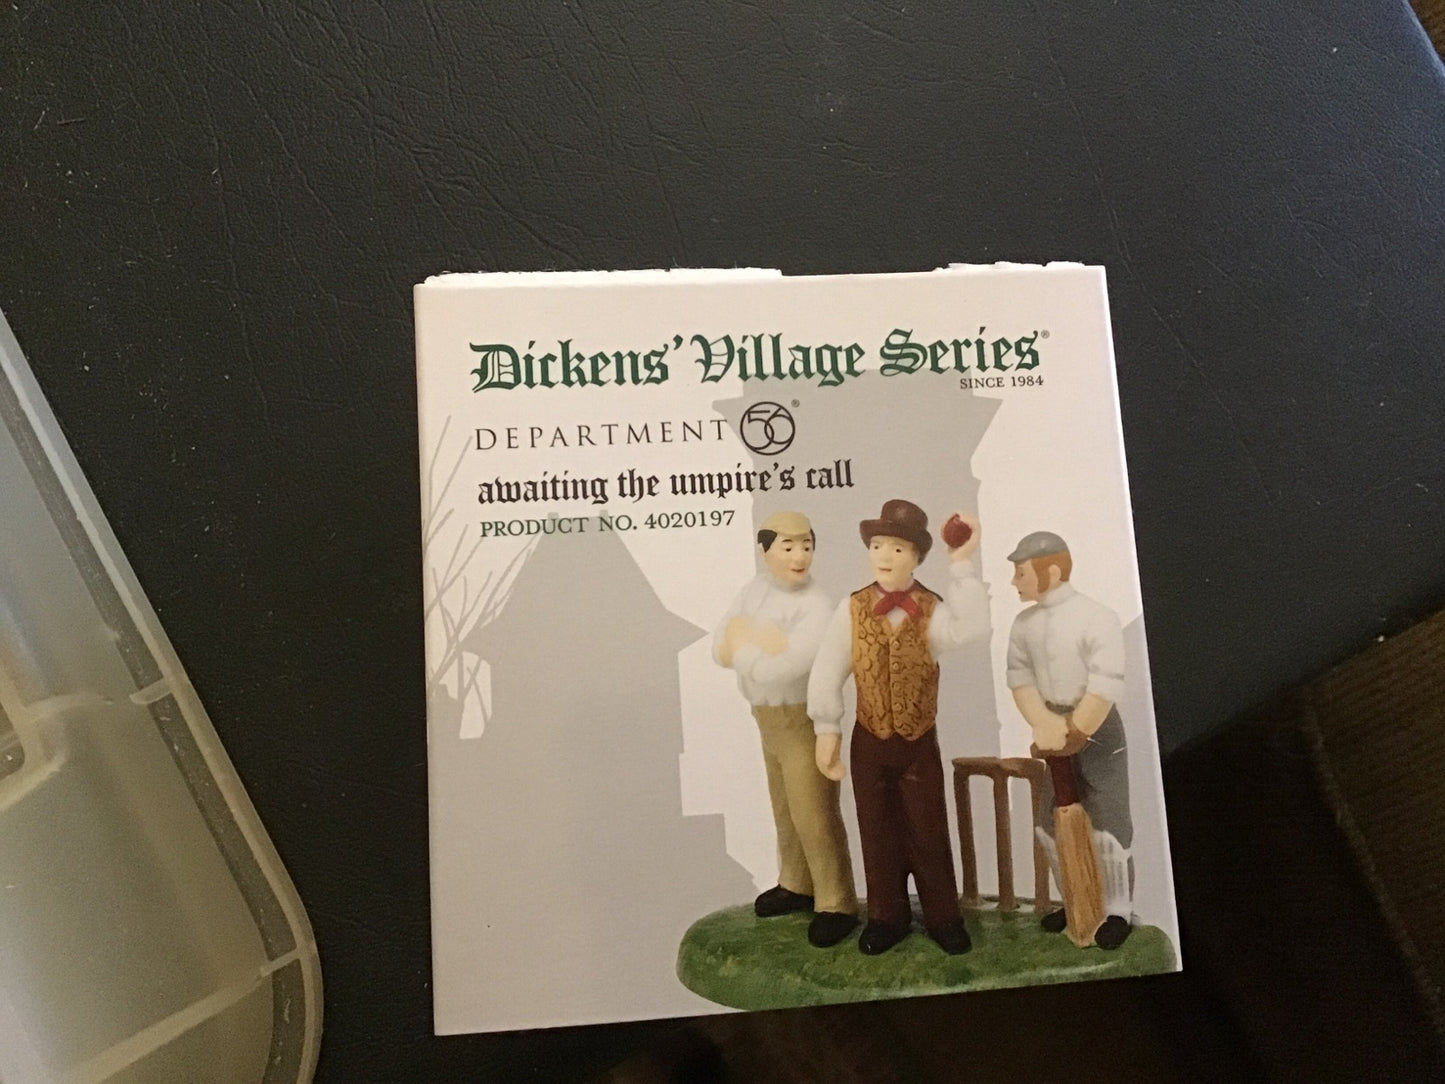 Dickens' Village Series®
SINCE 1984
DEPARTMENT 56®
awaiting the umpire's call
PRODUCT NO. 4020197